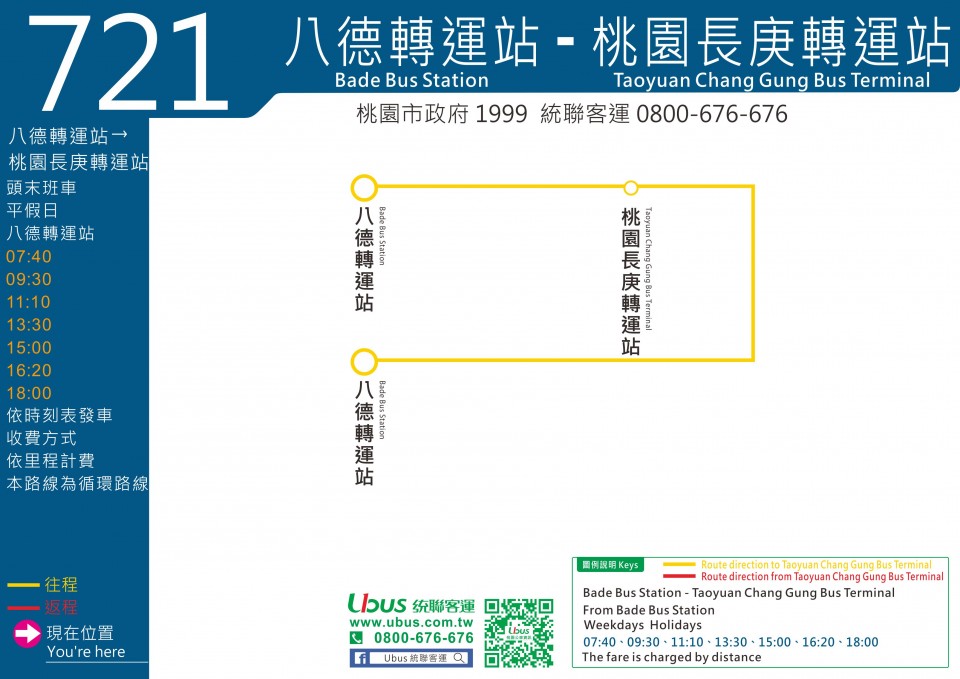 721
八德轉運站 - 桃園長庚轉運站
Bade Bus Station
Taoyuan Chang Gung Bus Terminal
桃園市政府 1999 統聯客運 0800-676-676
八德轉運站→
桃園長庚轉運站
頭末班車
平假日
八德轉運站
07:40
09:30
11:10
13:30
15:00
16:20
18:00
依時刻表發車
收費方式
依里程計費
本路線為循環路線
往程
返程
現在位置
You're here
八德轉運站
Bade Bus Station
桃園長庚轉運站
Taoyuan Chang Gung Bus Terminal
八德轉運站
Bade Bus Station
Ubus 統聯客運
www.ubus.com.tw
0800-676-676
Ubus 統聯客運
Ubus
圖例說明 Keys
Route direction to Taoyuan Chang Gung Bus Terminal
Route direction from Taoyuan Chang Gung Bus Terminal
Bade Bus Station - Taoyuan Chang Gung Bus Terminal
From Bade Bus Station
Weekdays Holidays
07:40、09:30、11:10、13:30、15:00、16:20、18:00
The fare is charged by distance